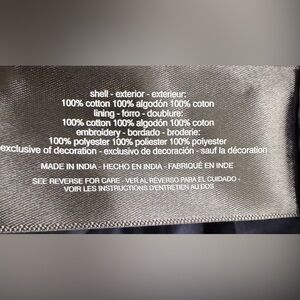 shell - exterior - exterieur:
100% cotton 100% algodón 100% coton
lining - forro - doublure:
100% cotton 100% algodón 100% coton
embroidery - bordado - broderie:
100% polyester 100% poliester 100% polyester
exclusive of decoration - exclusivo de decoración - sauf la décoration
MADE IN INDIA - HECHO EN INDIA - FABRIQUÉ EN INDE
SEE REVERSE FOR CARE - VER AL REVERSO PARA EL CUIDADO -
VOIR LES INSTRUCTIONS D'ENTRETIEN AU DOS